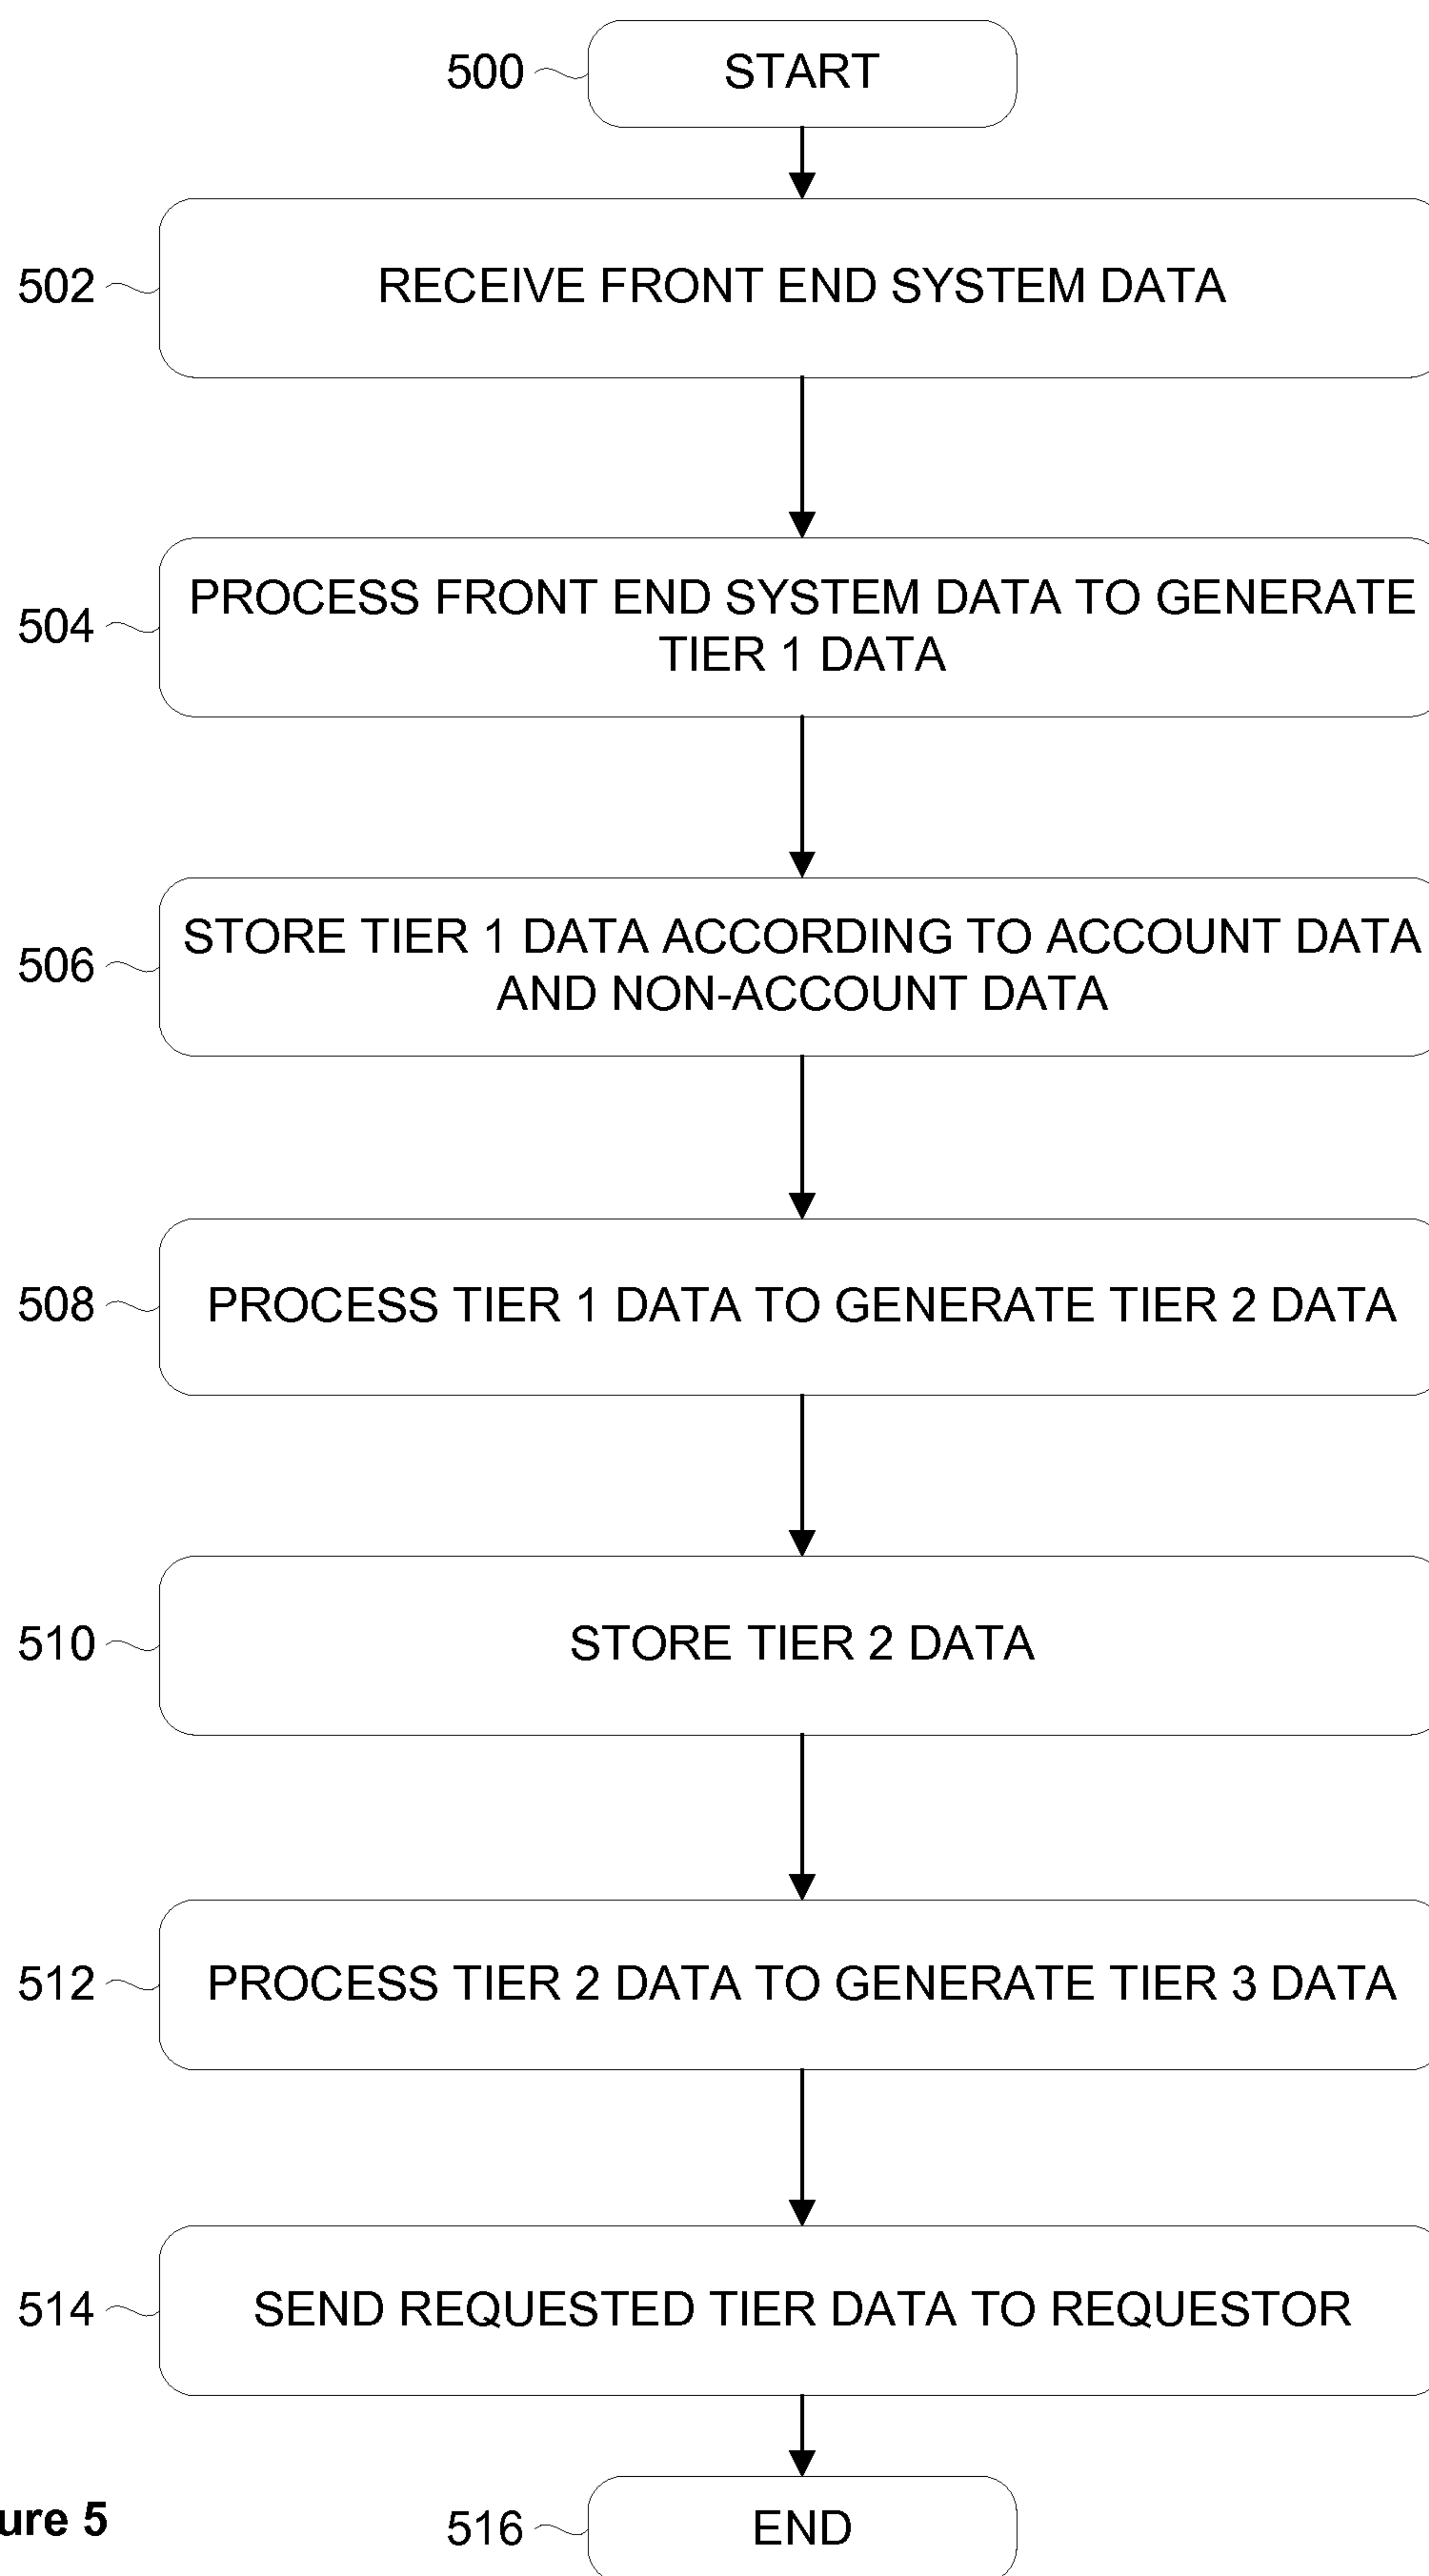 500 START
502 RECEIVE FRONT END SYSTEM DATA
504 PROCESS FRONT END SYSTEM DATA TO GENERATE
TIER 1 DATA
506 STORE TIER 1 DATA ACCORDING TO ACCOUNT DATA
AND NON-ACCOUNT DATA
508 PROCESS TIER 1 DATA TO GENERATE TIER 2 DATA
510 STORE TIER 2 DATA
512 PROCESS TIER 2 DATA TO GENERATE TIER 3 DATA
514 SEND REQUESTED TIER DATA TO REQUESTOR
ure 5
516 END